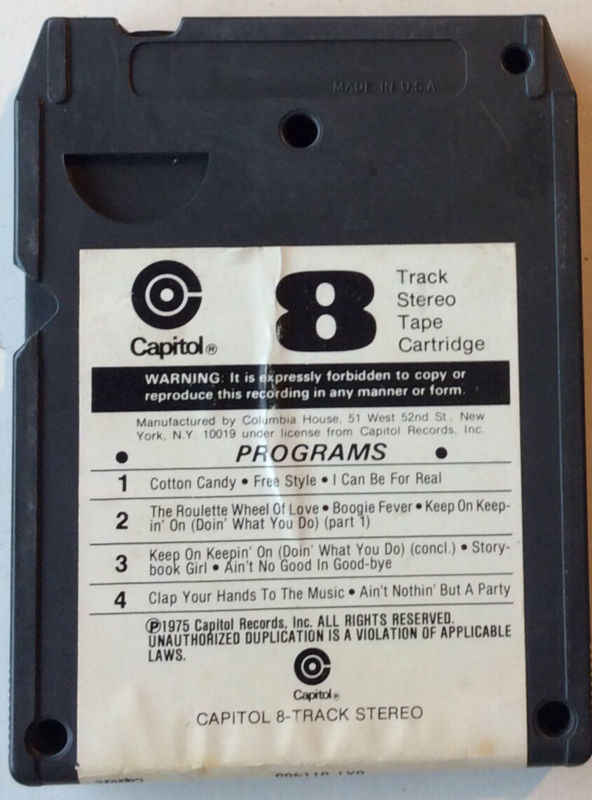 MADE IN U.S.A.
Capitol®
8
Track
Stereo
Tape
Cartridge
WARNING: It is expressly forbidden to copy or
reproduce this recording in any manner or form.
Manufactured by Columbia House, 51 West 52nd St., New
York, N.Y. 10019 under license from Capitol Records, Inc.
• PROGRAMS •
1 Cotton Candy • Free Style • I Can Be For Real
2 The Roulette Wheel Of Love • Boogie Fever • Keep On Keep-
in' On (Doin' What You Do) (part 1)
3 Keep On Keepin' On (Doin' What You Do) (concl.) • Story-
book Girl • Ain't No Good In Good-bye
4 Clap Your Hands To The Music • Ain't Nothin' But A Party
Ⓟ1975 Capitol Records, Inc. ALL RIGHTS RESERVED.
UNAUTHORIZED DUPLICATION IS A VIOLATION OF APPLICABLE
LAWS.
Capitol®
CAPITOL 8-TRACK STEREO